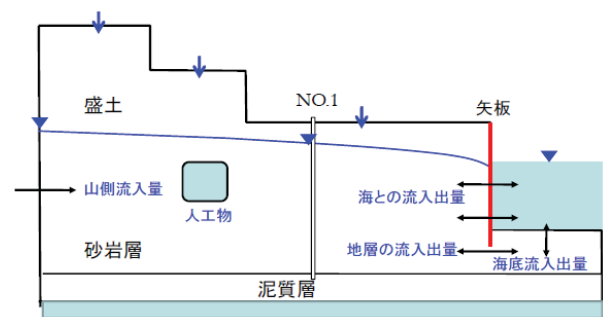 NO.1
矢板
盛土
山側流入量
人工物
海との流入出量
砂岩層
地層の流入出量
海底流入出量
泥質層